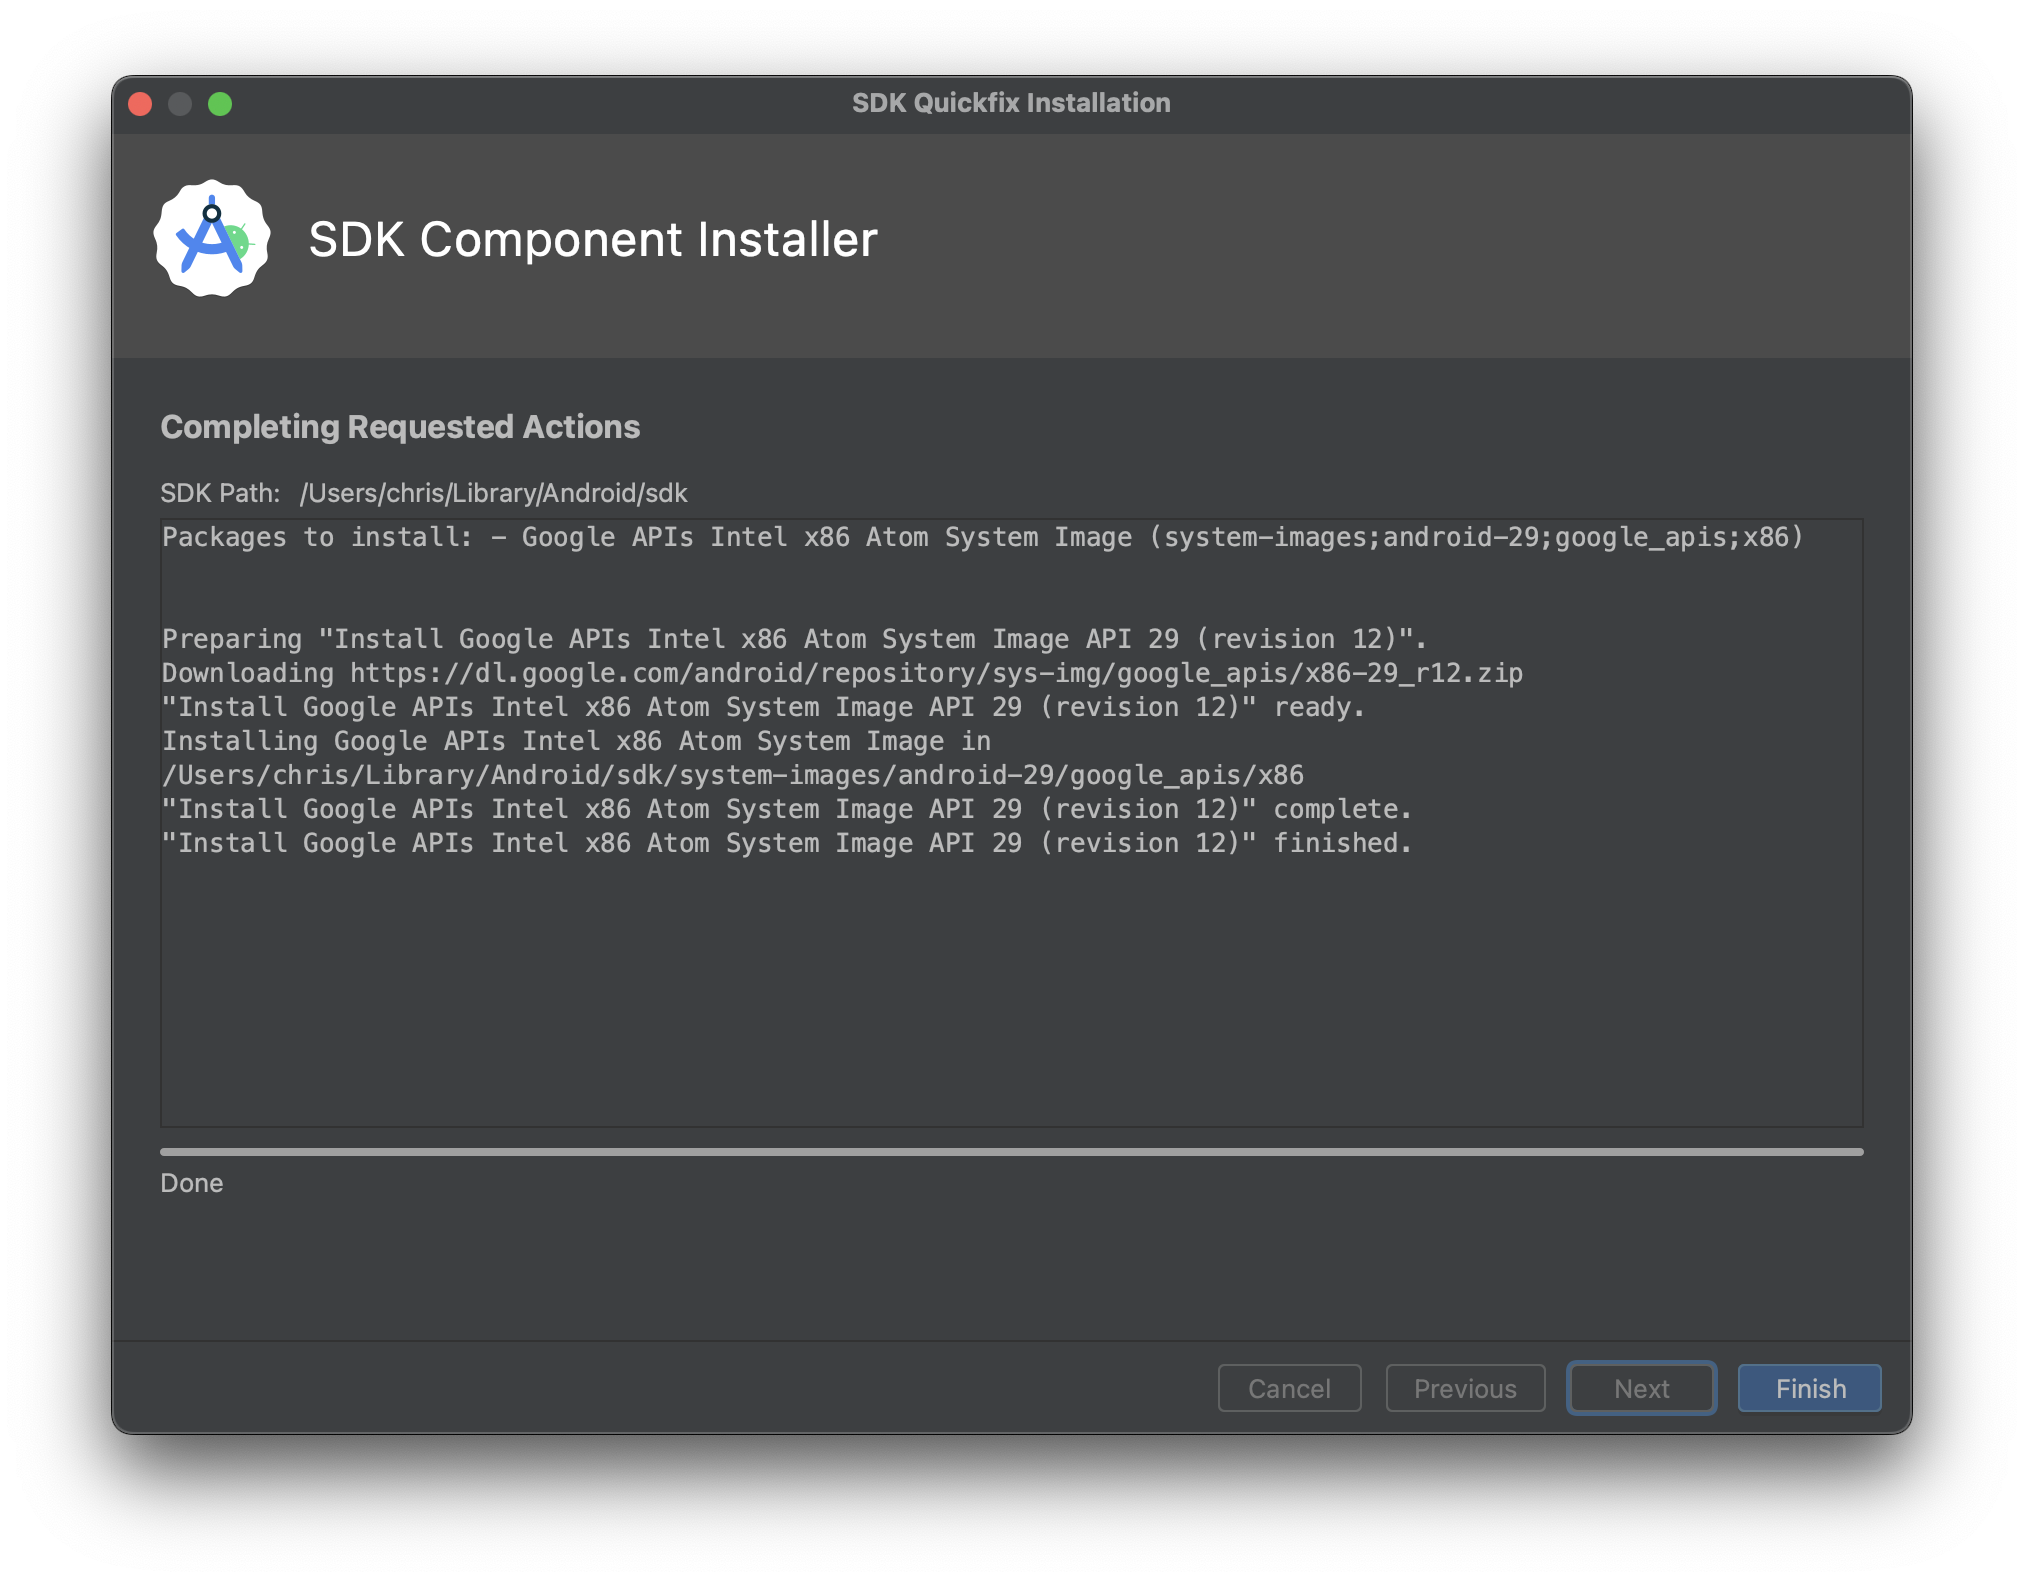 SDK Quickfix Installation
SDK Component Installer
Completing Requested Actions
SDK Path: /Users/chris/Library/Android/sdk
Packages to install: - Google APIs Intel x86 Atom System Image (system-images;android-29;google_apis;x86)
Preparing "Install Google APIs Intel x86 Atom System Image API 29 (revision 12)".
Downloading https://dl.google.com/android/repository/sys-img/google_apis/x86-29_r12.zip
"Install Google APIs Intel x86 Atom System Image API 29 (revision 12)" ready.
Installing Google APIs Intel x86 Atom System Image in
/Users/chris/Library/Android/sdk/system-images/android-29/google_apis/x86
"Install Google APIs Intel x86 Atom System Image API 29 (revision 12)" complete.
"Install Google APIs Intel x86 Atom System Image API 29 (revision 12)" finished.
Done
Cancel Previous Next Finish